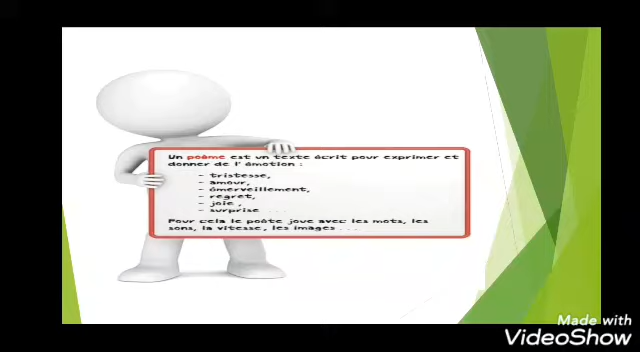 Un poème est un texte écrit pour exprimer et
donner de l' émotion :
- tristesse,
- amour,
- émerveillement,
- regret,
- joie ,
- surprise ....
Pour cela le poète joue avec les mots, les
sons, la vitesse, les images ...
Made with
VideoShow